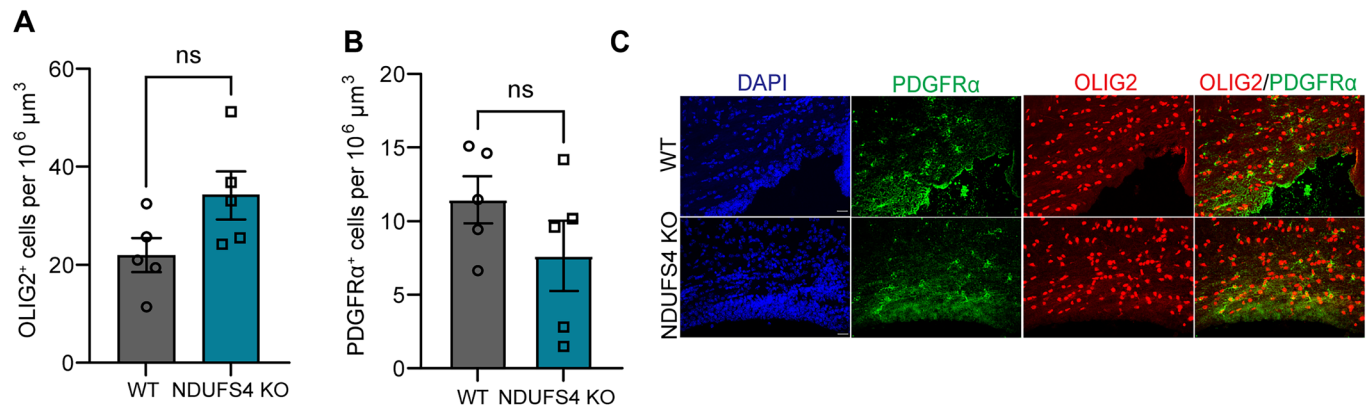 A
OLIG2⁺ cells per 10⁶ µm³
60
40
20
0
ns
WT
NDUFS4 KO
B
PDGFRα⁺ cells per 10⁶ µm³
20
15
10
5
0
ns
WT
NDUFS4 KO
C
DAPI
PDGFRα
OLIG2
OLIG2/PDGFRα
WT
NDUFS4 KO